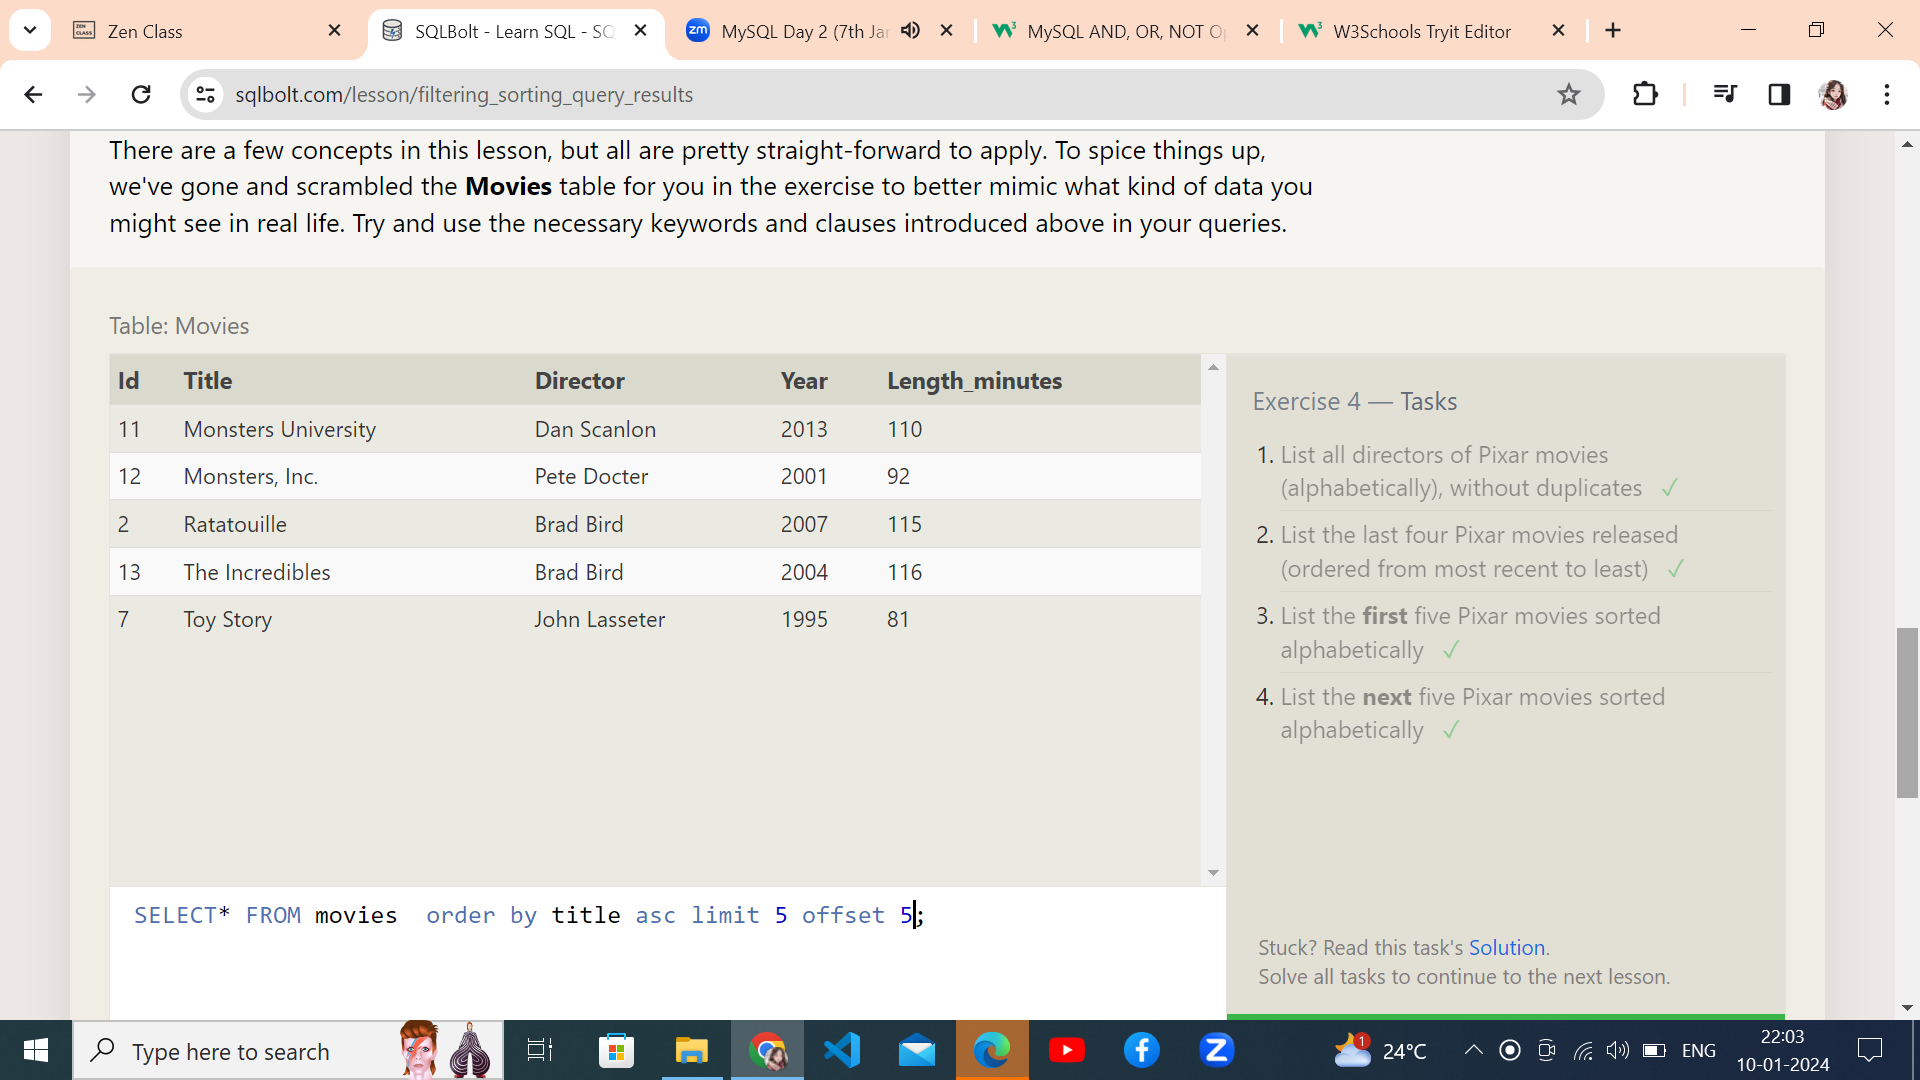 Zen Class
SQLBolt - Learn SQL - SQ
zm
MySQL Day 2 (7th Jan
MySQL AND, OR, NOT Op
W3Schools Tryit Editor
sqlbolt.com/lesson/filtering_sorting_query_results
There are a few concepts in this lesson, but all are pretty straight-forward to apply. To spice things up,
we've gone and scrambled the Movies table for you in the exercise to better mimic what kind of data you
might see in real life. Try and use the necessary keywords and clauses introduced above in your queries.
Table: Movies
Id Title Director Year Length_minutes
11 Monsters University Dan Scanlon 2013 110
12 Monsters, Inc. Pete Docter 2001 92
2 Ratatouille Brad Bird 2007 115
13 The Incredibles Brad Bird 2004 116
7 Toy Story John Lasseter 1995 81
Exercise 4 — Tasks
1. List all directors of Pixar movies
(alphabetically), without duplicates ✓
2. List the last four Pixar movies released
(ordered from most recent to least) ✓
3. List the first five Pixar movies sorted
alphabetically ✓
4. List the next five Pixar movies sorted
alphabetically ✓
SELECT* FROM movies  order by title asc limit 5 offset 5;
Stuck? Read this task's Solution.
Solve all tasks to continue to the next lesson.
Type here to search
1
24°C
ENG
22:03
10-01-2024